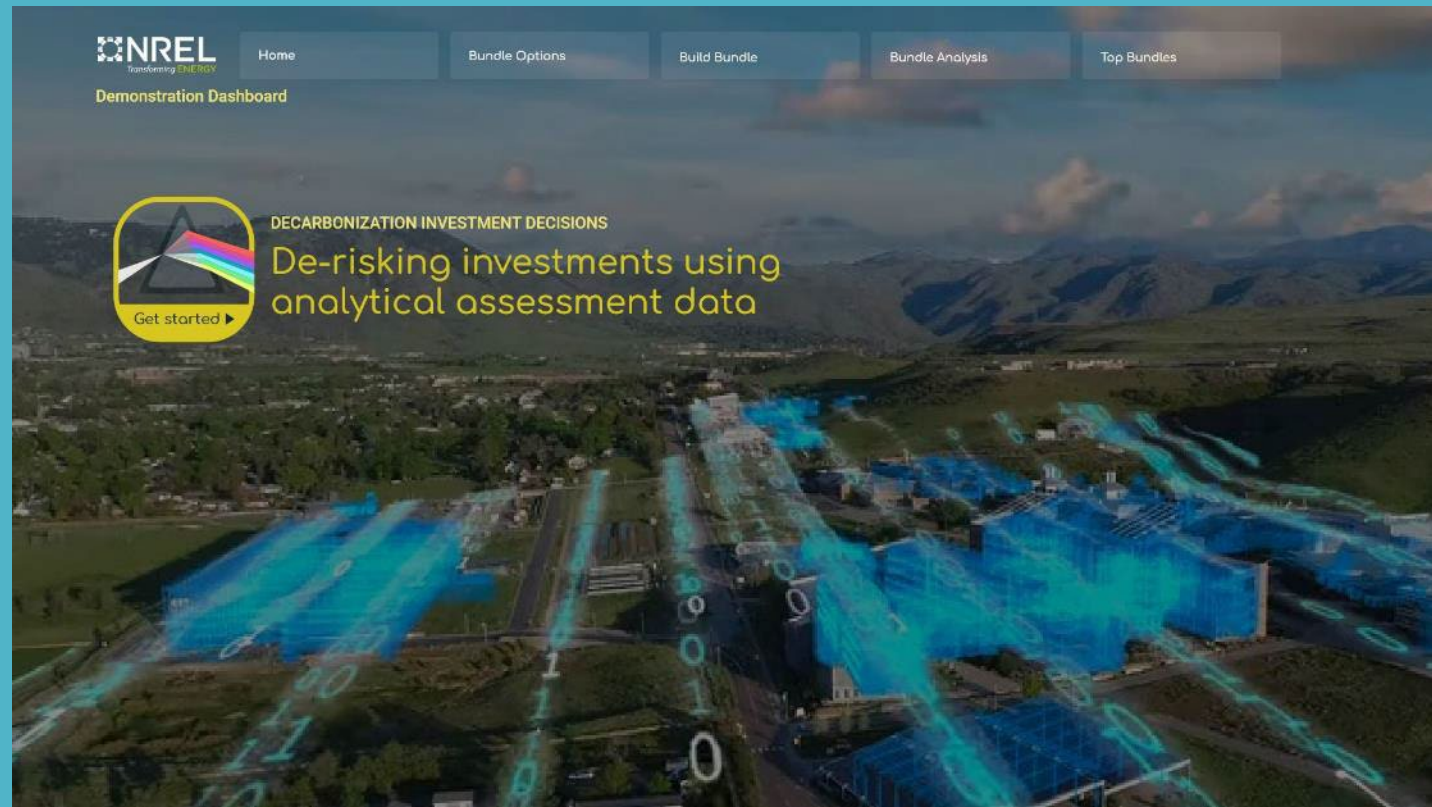 NREL
Transforming ENERGY
Home
Bundle Options
Build Bundle
Bundle Analysis
Top Bundles
Demonstration Dashboard
DECARBONIZATION INVESTMENT DECISIONS
De-risking investments using
analytical assessment data
Get started